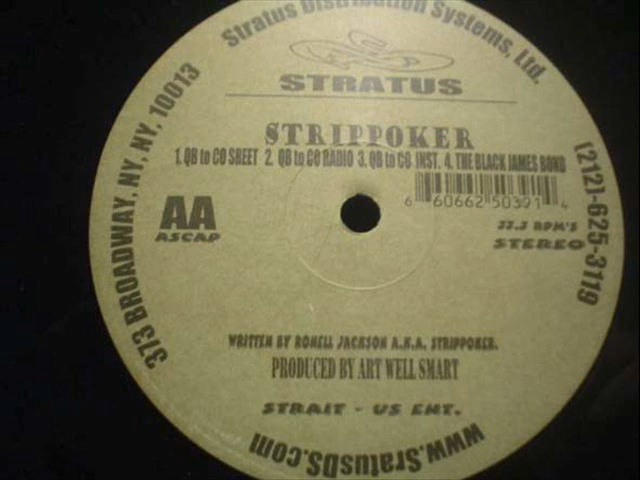 Stratus Distribution Systems, Ltd.
STRATUS
STRIPPOKER
1. QB to CO SREET 2. QB to CO RADIO 3. QB to CO INST. 4. THE BLACK JAMES BOND
6 60662 50391 4
AA
ASCAP
33.3 RPM'S
STEREO
373 BROADWAY, NY, NY, 10013
(212)-625-3119
WRITTEN BY RONELL JACKSON A.K.A. STRIPPOKER.
PRODUCED BY ART WELL SMART
STRAIT - US ENT.
www.SratusDS.com